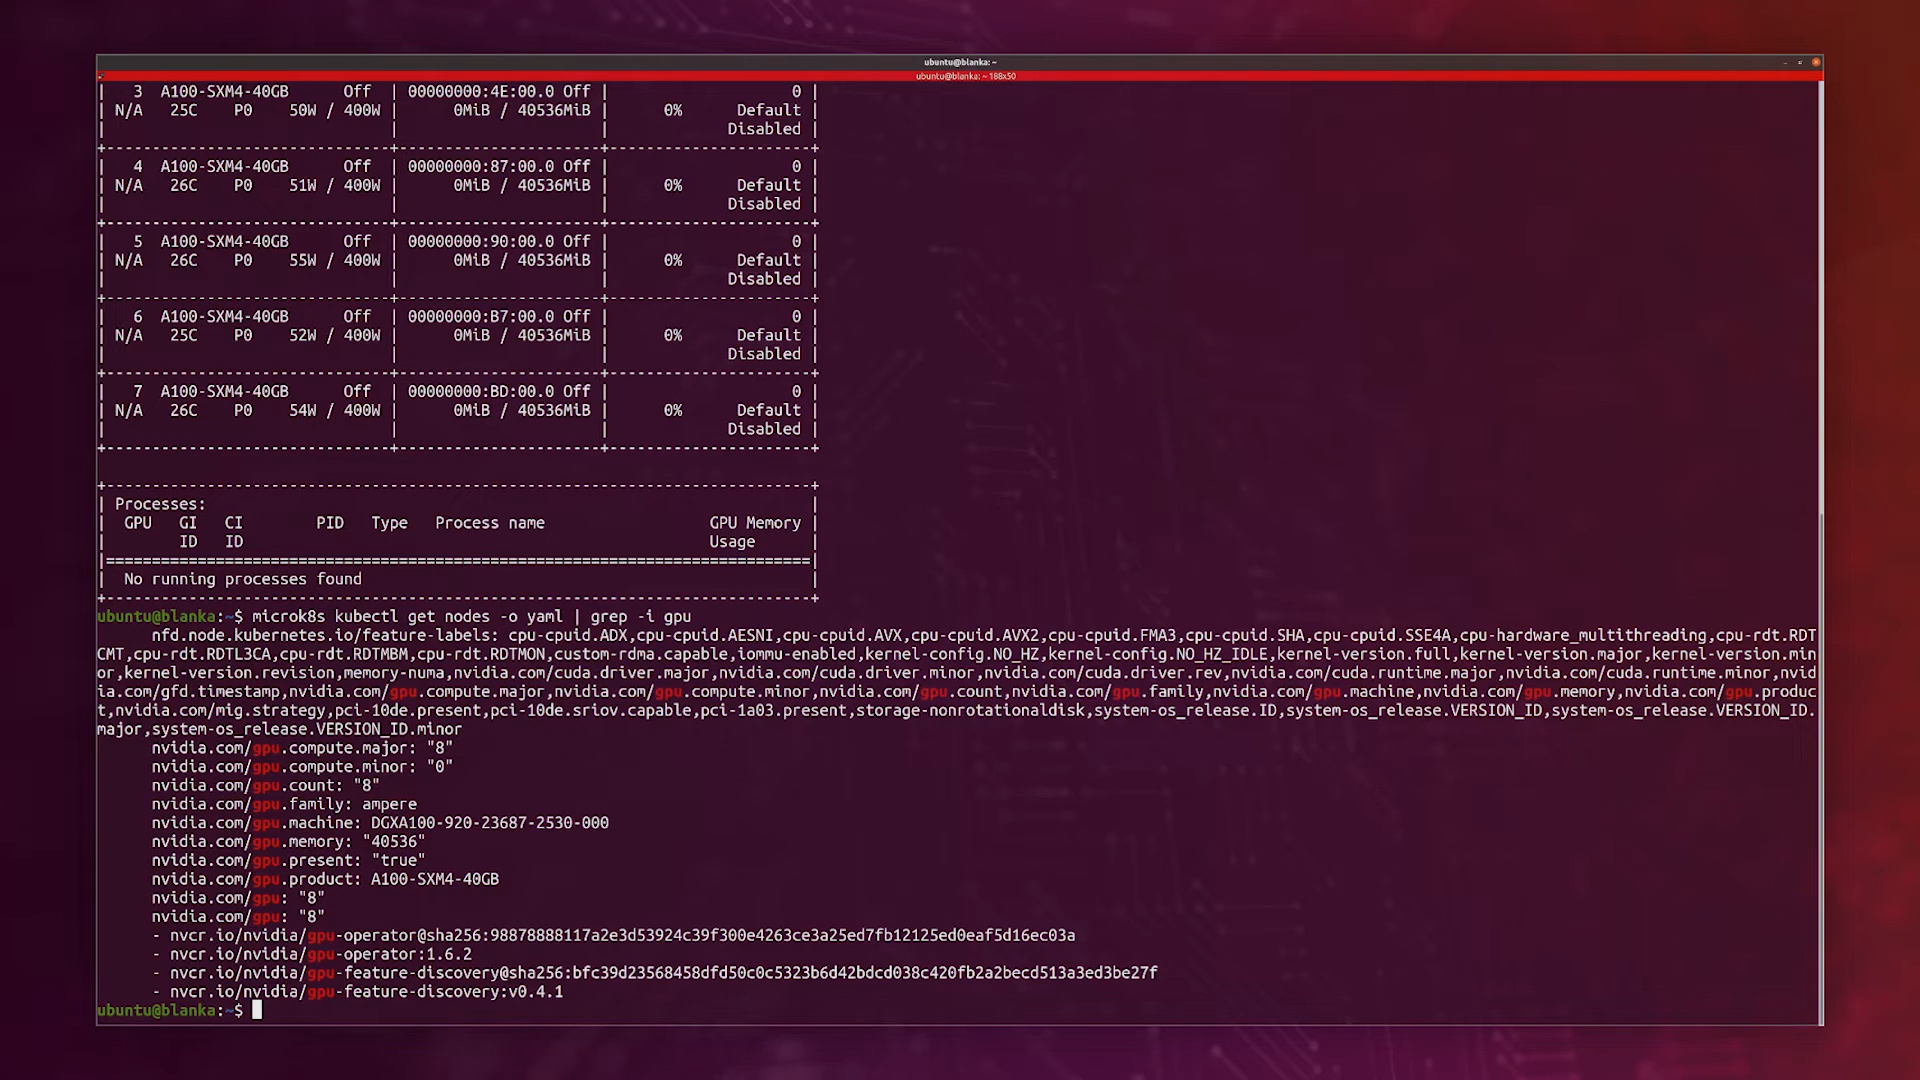 ubuntu@blanka: ~
ubuntu@blanka: ~ 188x50
|   3  A100-SXM4-40GB      Off  | 00000000:4E:00.0 Off |                    0 |
| N/A   25C    P0    50W / 400W |      0MiB / 40536MiB |      0%      Default |
|                               |                      |             Disabled |
+-------------------------------+----------------------+----------------------+
|   4  A100-SXM4-40GB      Off  | 00000000:87:00.0 Off |                    0 |
| N/A   26C    P0    51W / 400W |      0MiB / 40536MiB |      0%      Default |
|                               |                      |             Disabled |
+-------------------------------+----------------------+----------------------+
|   5  A100-SXM4-40GB      Off  | 00000000:90:00.0 Off |                    0 |
| N/A   26C    P0    55W / 400W |      0MiB / 40536MiB |      0%      Default |
|                               |                      |             Disabled |
+-------------------------------+----------------------+----------------------+
|   6  A100-SXM4-40GB      Off  | 00000000:B7:00.0 Off |                    0 |
| N/A   25C    P0    52W / 400W |      0MiB / 40536MiB |      0%      Default |
|                               |                      |             Disabled |
+-------------------------------+----------------------+----------------------+
|   7  A100-SXM4-40GB      Off  | 00000000:BD:00.0 Off |                    0 |
| N/A   26C    P0    54W / 400W |      0MiB / 40536MiB |      0%      Default |
|                               |                      |             Disabled |
+-------------------------------+----------------------+----------------------+
+-----------------------------------------------------------------------------+
| Processes:                                                                  |
|  GPU   GI   CI        PID   Type   Process name                  GPU Memory |
|        ID   ID                                                   Usage      |
|=============================================================================|
|  No running processes found                                                 |
+-----------------------------------------------------------------------------+
ubuntu@blanka:~$ microk8s kubectl get nodes -o yaml | grep -i gpu
      nfd.node.kubernetes.io/feature-labels: cpu-cpuid.ADX,cpu-cpuid.AESNI,cpu-cpuid.AVX,cpu-cpuid.AVX2,cpu-cpuid.FMA3,cpu-cpuid.SHA,cpu-cpuid.SSE4A,cpu-hardware_multithreading,cpu-rdt.RDT
CMT,cpu-rdt.RDTL3CA,cpu-rdt.RDTMBM,cpu-rdt.RDTMON,custom-rdma.capable,iommu-enabled,kernel-config.NO_HZ,kernel-config.NO_HZ_IDLE,kernel-version.full,kernel-version.major,kernel-version.min
or,kernel-version.revision,memory-numa,nvidia.com/cuda.driver.major,nvidia.com/cuda.driver.minor,nvidia.com/cuda.driver.rev,nvidia.com/cuda.runtime.major,nvidia.com/cuda.runtime.minor,nvid
ia.com/gfd.timestamp,nvidia.com/gpu.compute.major,nvidia.com/gpu.compute.minor,nvidia.com/gpu.count,nvidia.com/gpu.family,nvidia.com/gpu.machine,nvidia.com/gpu.memory,nvidia.com/gpu.produc
t,nvidia.com/mig.strategy,pci-10de.present,pci-10de.sriov.capable,pci-1a03.present,storage-nonrotationaldisk,system-os_release.ID,system-os_release.VERSION_ID,system-os_release.VERSION_ID.
major,system-os_release.VERSION_ID.minor
      nvidia.com/gpu.compute.major: "8"
      nvidia.com/gpu.compute.minor: "0"
      nvidia.com/gpu.count: "8"
      nvidia.com/gpu.family: ampere
      nvidia.com/gpu.machine: DGXA100-920-23687-2530-000
      nvidia.com/gpu.memory: "40536"
      nvidia.com/gpu.present: "true"
      nvidia.com/gpu.product: A100-SXM4-40GB
      nvidia.com/gpu: "8"
      nvidia.com/gpu: "8"
      - nvcr.io/nvidia/gpu-operator@sha256:98878888117a2e3d53924c39f300e4263ce3a25ed7fb12125ed0eaf5d16ec03a
      - nvcr.io/nvidia/gpu-operator:1.6.2
      - nvcr.io/nvidia/gpu-feature-discovery@sha256:bfc39d23568458dfd50c0c5323b6d42bdcd038c420fb2a2becd513a3ed3be27f
      - nvcr.io/nvidia/gpu-feature-discovery:v0.4.1
ubuntu@blanka:~$